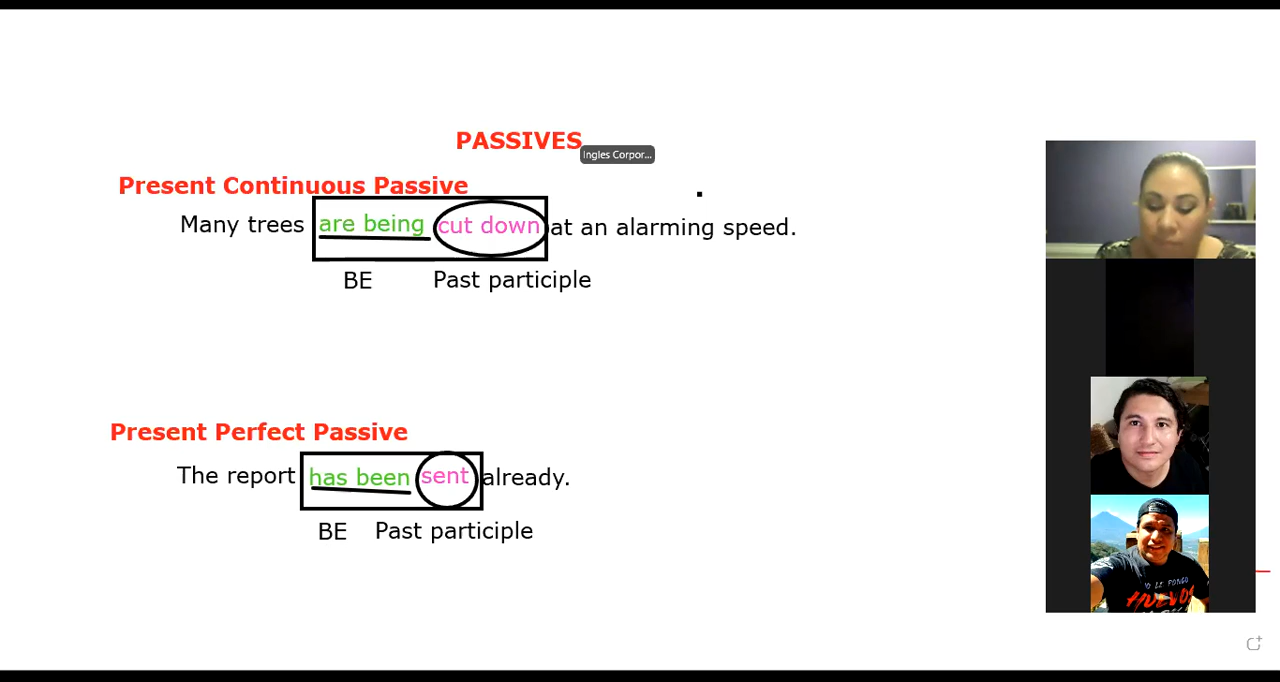 PASSIVES
Ingles Corpor...
Present Continuous Passive
Many trees are being cut down at an alarming speed.
BE Past participle
Present Perfect Passive
The report has been sent already.
BE Past participle
HUEVOS